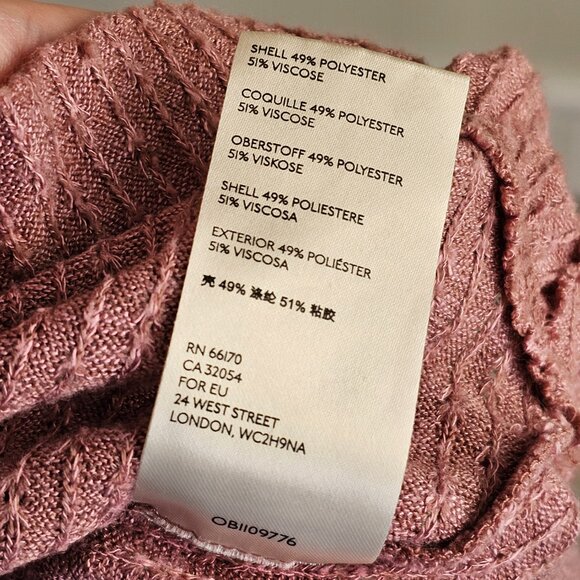 SHELL 49% POLYESTER
51% VISCOSE
COQUILLE 49% POLYESTER
51% VISCOSE
OBERSTOFF 49% POLYESTER
51% VISKOSE
SHELL 49% POLIESTERE
51% VISCOSA
EXTERIOR 49% POLIÉSTER
51% VISCOSA
壳 49% 涤纶 51% 粘胶
RN 66170
CA 32054
FOR EU
24 WEST STREET
LONDON, WC2H9NA
OB1109776